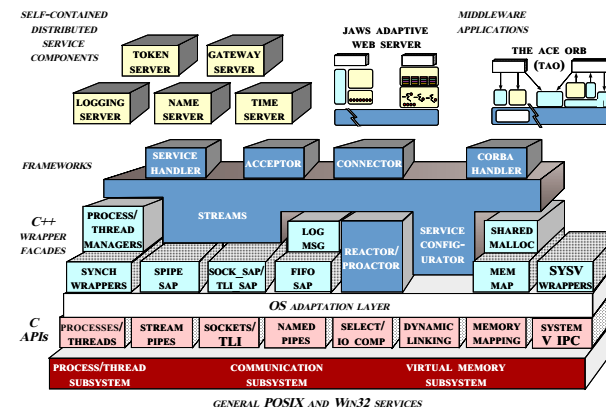 SELF-CONTAINED
DISTRIBUTED
SERVICE
COMPONENTS
TOKEN
SERVER
GATEWAY
SERVER
LOGGING
SERVER
NAME
SERVER
TIME
SERVER
JAWS ADAPTIVE
WEB SERVER
MIDDLEWARE
APPLICATIONS
THE ACE ORB
(TAO)
FRAMEWORKS
SERVICE
HANDLER
ACCEPTOR
CONNECTOR
CORBA
HANDLER
C++
WRAPPER
FACADES
PROCESS/
THREAD
MANAGERS
STREAMS
LOG
MSG
REACTOR/
PROACTOR
SERVICE
CONFIG-
URATOR
SHARED
MALLOC
SYNCH
WRAPPERS
SPIPE
SAP
SOCK_SAP/
TLI SAP
FIFO
SAP
MEM
MAP
SYSV
WRAPPERS
OS ADAPTATION LAYER
C
APIS
PROCESSES/
THREADS
STREAM
PIPES
SOCKETS/
TLI
NAMED
PIPES
SELECT/
IO COMP
DYNAMIC
LINKING
MEMORY
MAPPING
SYSTEM
V IPC
PROCESS/THREAD
SUBSYSTEM
COMMUNICATION
SUBSYSTEM
VIRTUAL MEMORY
SUBSYSTEM
GENERAL POSIX AND WIN32 SERVICES